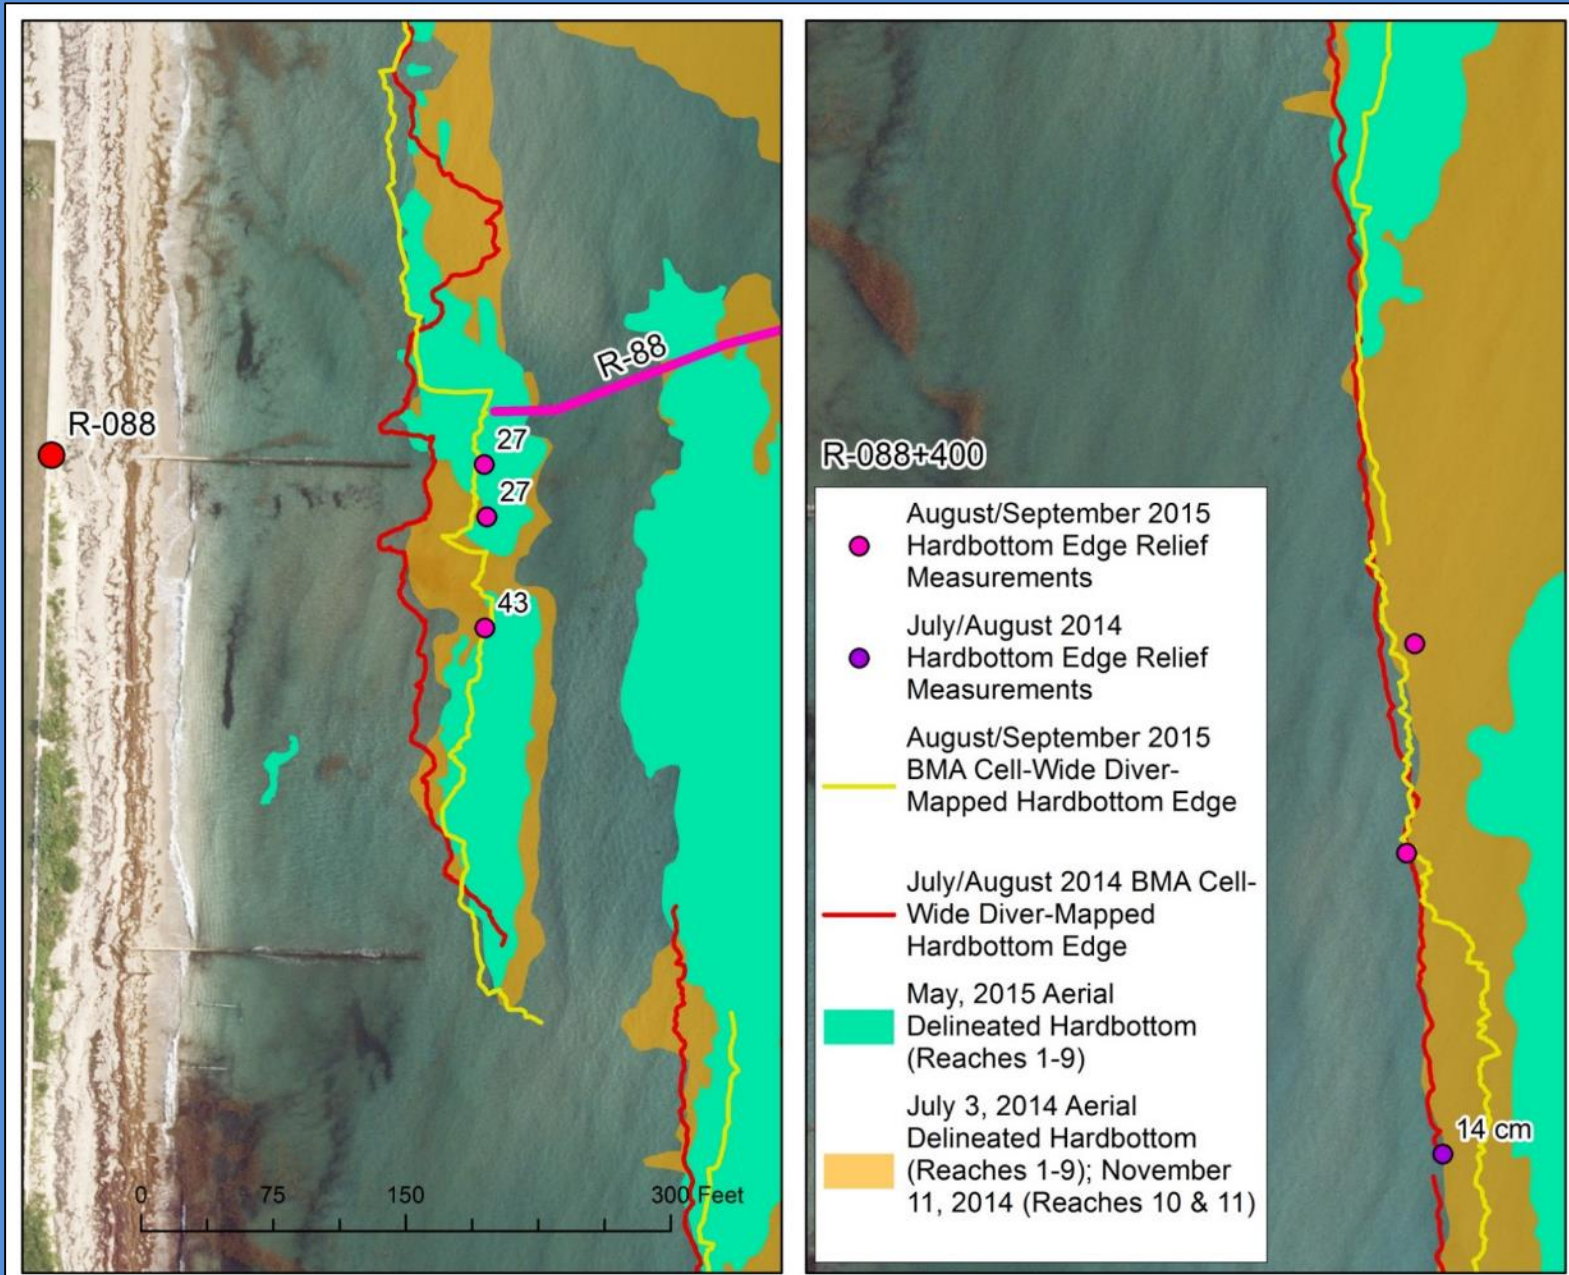 R-88
R-088
27
27
43
0 75 150 300 Feet
R-088+400
August/September 2015
Hardbottom Edge Relief
Measurements
July/August 2014
Hardbottom Edge Relief
Measurements
August/September 2015
BMA Cell-Wide Diver-
Mapped Hardbottom Edge
July/August 2014 BMA Cell-
Wide Diver-Mapped
Hardbottom Edge
May, 2015 Aerial
Delineated Hardbottom
(Reaches 1-9)
July 3, 2014 Aerial
Delineated Hardbottom
(Reaches 1-9); November
11, 2014 (Reaches 10 & 11)
14 cm